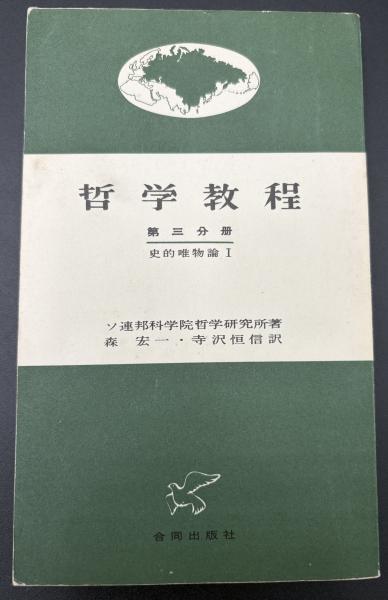 哲学教程
第三分册
史的唯物論 I
ソ連邦科学院哲学研究所著
森宏一・寺沢恒信訳
合同出版社